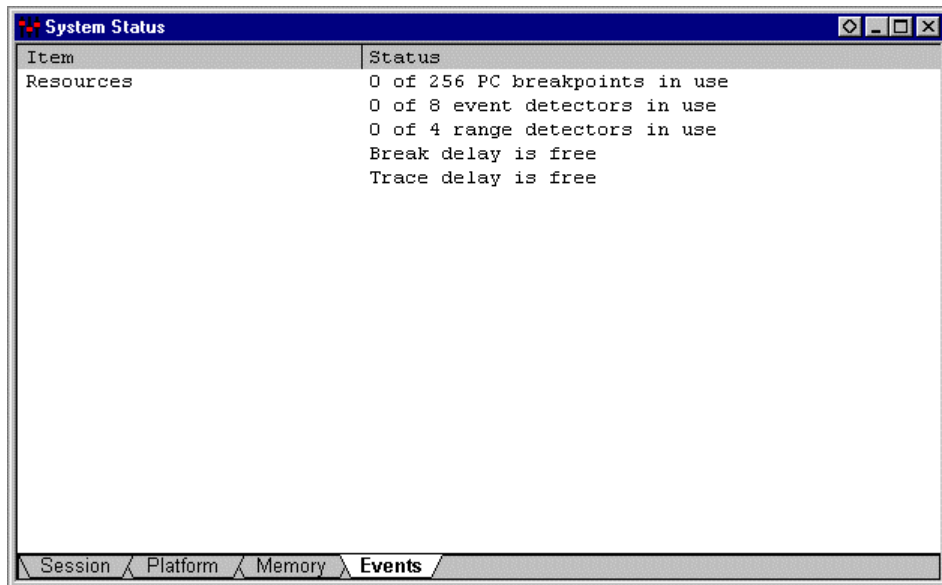 System Status
Item Status
Resources 0 of 256 PC breakpoints in use
0 of 8 event detectors in use
0 of 4 range detectors in use
Break delay is free
Trace delay is free
Session Platform Memory Events